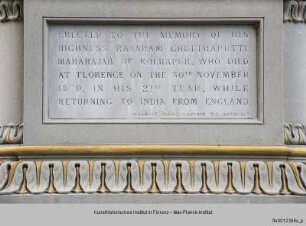 ERECTED TO THE MEMORY OF HIS
HIGHNESS RAJARAM CHUTTRAPUTTI
MAHARAJAH OF KOLHAPUR, WHO DIED
AT FLORENCE ON THE 30TH NOVEMBER
1870, IN HIS 21ST YEAR, WHILE
RETURNING TO INDIA FROM ENGLAND
Kunsthistorisches Institut in Florenz – Max-Planck-Institut